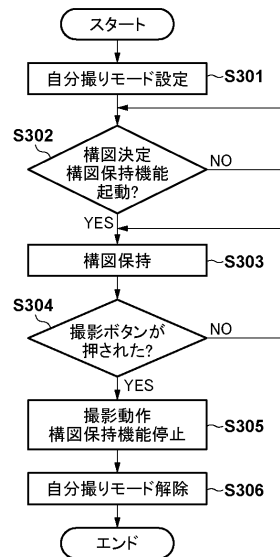 スタート
自分撮りモード設定
S301
S302
構図決定
構図保持機能
起動?
NO
YES
構図保持
S303
S304
撮影ボタンが
押された?
NO
YES
撮影動作
構図保持機能停止
S305
自分撮りモード解除
S306
エンド